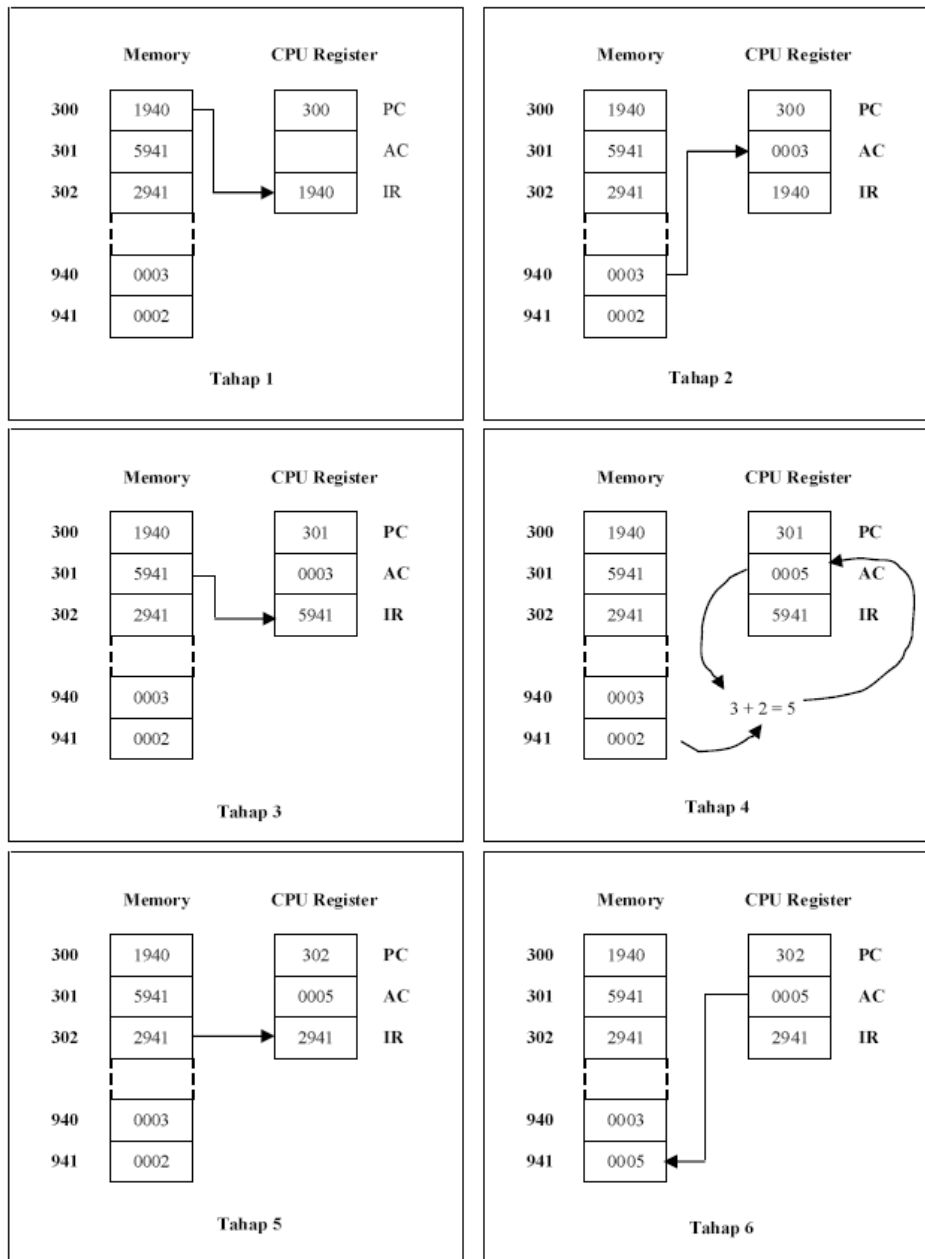 Memory CPU Register
300 1940 300 PC
301 5941 AC
302 2941 1940 IR
940 0003
941 0002
Tahap 1
Memory CPU Register
300 1940 300 PC
301 5941 0003 AC
302 2941 1940 IR
940 0003
941 0002
Tahap 2
Memory CPU Register
300 1940 301 PC
301 5941 0003 AC
302 2941 5941 IR
940 0003
941 0002
Tahap 3
Memory CPU Register
300 1940 301 PC
301 5941 0005 AC
302 2941 5941 IR
940 0003
3 + 2 = 5
941 0002
Tahap 4
Memory CPU Register
300 1940 302 PC
301 5941 0005 AC
302 2941 2941 IR
940 0003
941 0002
Tahap 5
Memory CPU Register
300 1940 302 PC
301 5941 0005 AC
302 2941 2941 IR
940 0003
941 0005
Tahap 6